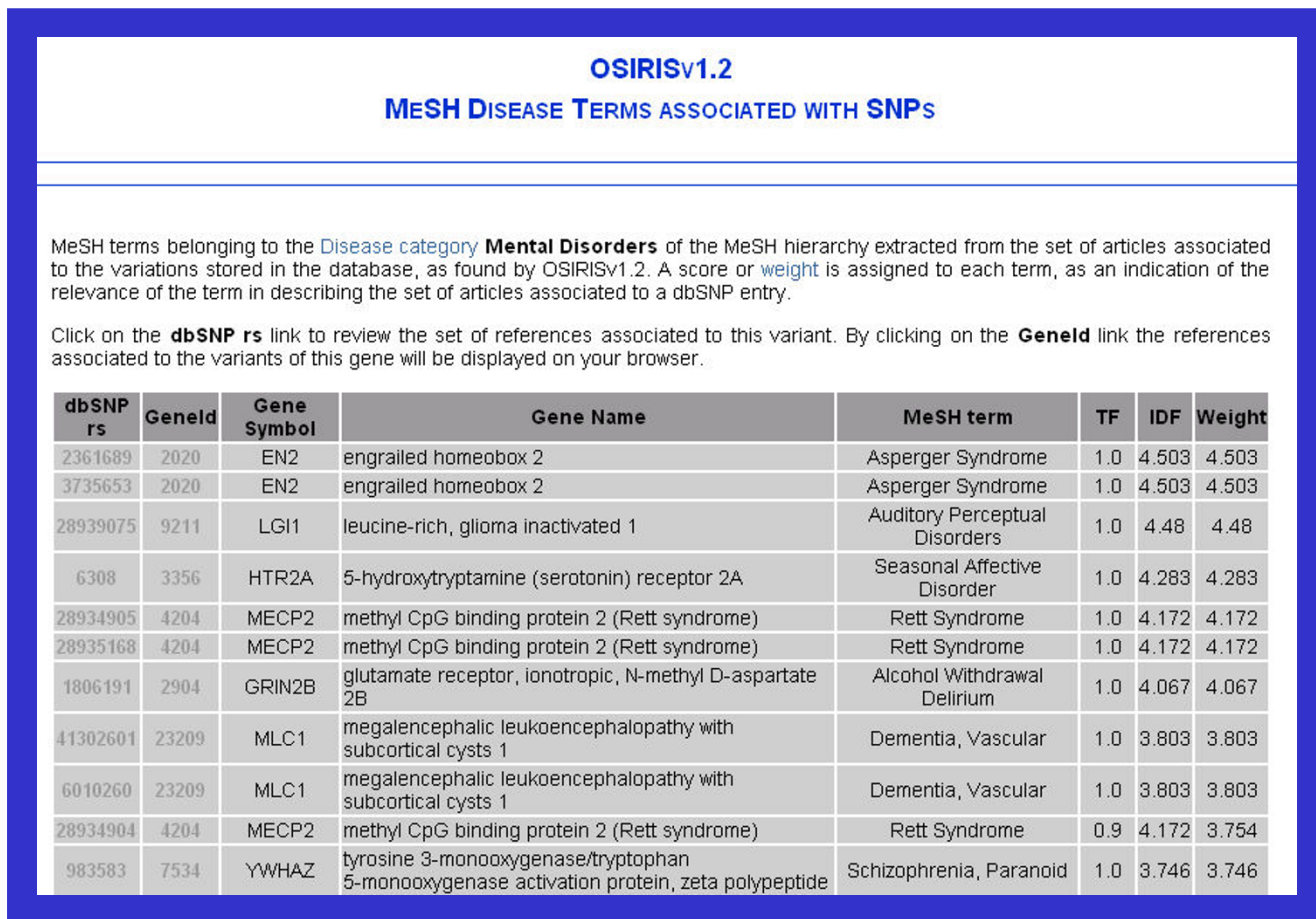 OSIRISv1.2
MeSH Disease Terms associated with SNPs
MeSH terms belonging to the Disease category Mental Disorders of the MeSH hierarchy extracted from the set of articles associated
to the variations stored in the database, as found by OSIRISv1.2. A score or weight is assigned to each term, as an indication of the
relevance of the term in describing the set of articles associated to a dbSNP entry.
Click on the dbSNP rs link to review the set of references associated to this variant. By clicking on the GeneId link the references
associated to the variants of this gene will be displayed on your browser.
dbSNP rs GeneId Gene Symbol Gene Name MeSH term TF IDF Weight
2361689 2020 EN2 engrailed homeobox 2 Asperger Syndrome 1.0 4.503 4.503
3735653 2020 EN2 engrailed homeobox 2 Asperger Syndrome 1.0 4.503 4.503
28939075 9211 LGI1 leucine-rich, glioma inactivated 1 Auditory Perceptual Disorders 1.0 4.48 4.48
6308 3356 HTR2A 5-hydroxytryptamine (serotonin) receptor 2A Seasonal Affective Disorder 1.0 4.283 4.283
28934905 4204 MECP2 methyl CpG binding protein 2 (Rett syndrome) Rett Syndrome 1.0 4.172 4.172
28935168 4204 MECP2 methyl CpG binding protein 2 (Rett syndrome) Rett Syndrome 1.0 4.172 4.172
1806191 2904 GRIN2B glutamate receptor, ionotropic, N-methyl D-aspartate 2B Alcohol Withdrawal Delirium 1.0 4.067 4.067
41302601 23209 MLC1 megalencephalic leukoencephalopathy with subcortical cysts 1 Dementia, Vascular 1.0 3.803 3.803
6010260 23209 MLC1 megalencephalic leukoencephalopathy with subcortical cysts 1 Dementia, Vascular 1.0 3.803 3.803
28934904 4204 MECP2 methyl CpG binding protein 2 (Rett syndrome) Rett Syndrome 0.9 4.172 3.754
983583 7534 YWHAZ tyrosine 3-monooxygenase/tryptophan 5-monooxygenase activation protein, zeta polypeptide Schizophrenia, Paranoid 1.0 3.746 3.746